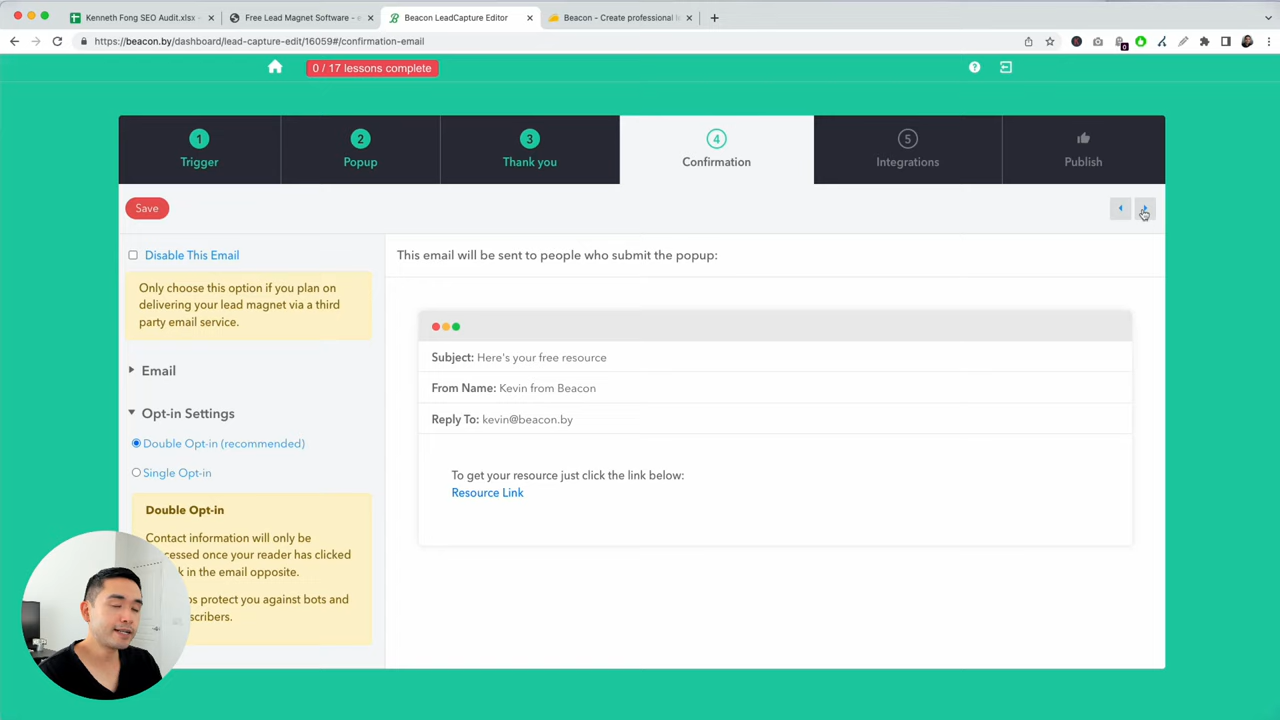 Kenneth Fong SEO Audit.xlsx -
Free Lead Magnet Software - e
Beacon LeadCapture Editor
Beacon - Create professional l
https://beacon.by/dashboard/lead-capture-edit/16059#/confirmation-email
0
0 / 17 lessons complete
1
Trigger
2
Popup
3
Thank you
4
Confirmation
5
Integrations
Publish
Save
Disable This Email
Only choose this option if you plan on
delivering your lead magnet via a third
party email service.
Email
Opt-in Settings
Double Opt-in (recommended)
Single Opt-in
Double Opt-in
Contact information will only be
cessed once your reader has clicked
k in the email opposite.
ps protect you against bots and
scribers.
This email will be sent to people who submit the popup:
Subject: Here's your free resource
From Name: Kevin from Beacon
Reply To: kevin@beacon.by
To get your resource just click the link below:
Resource Link